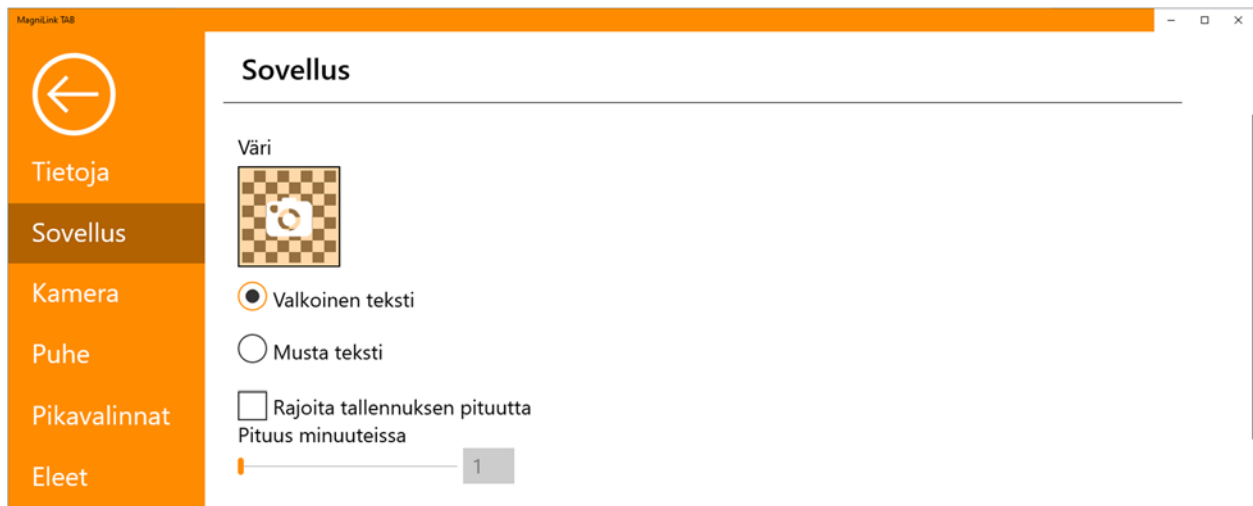 MagniLink TAB
Sovellus
Tietoja
Sovellus
Kamera
Puhe
Pikavalinnat
Eleet
Väri
Valkoinen teksti
Musta teksti
Rajoita tallennuksen pituutta
Pituus minuuteissa
1